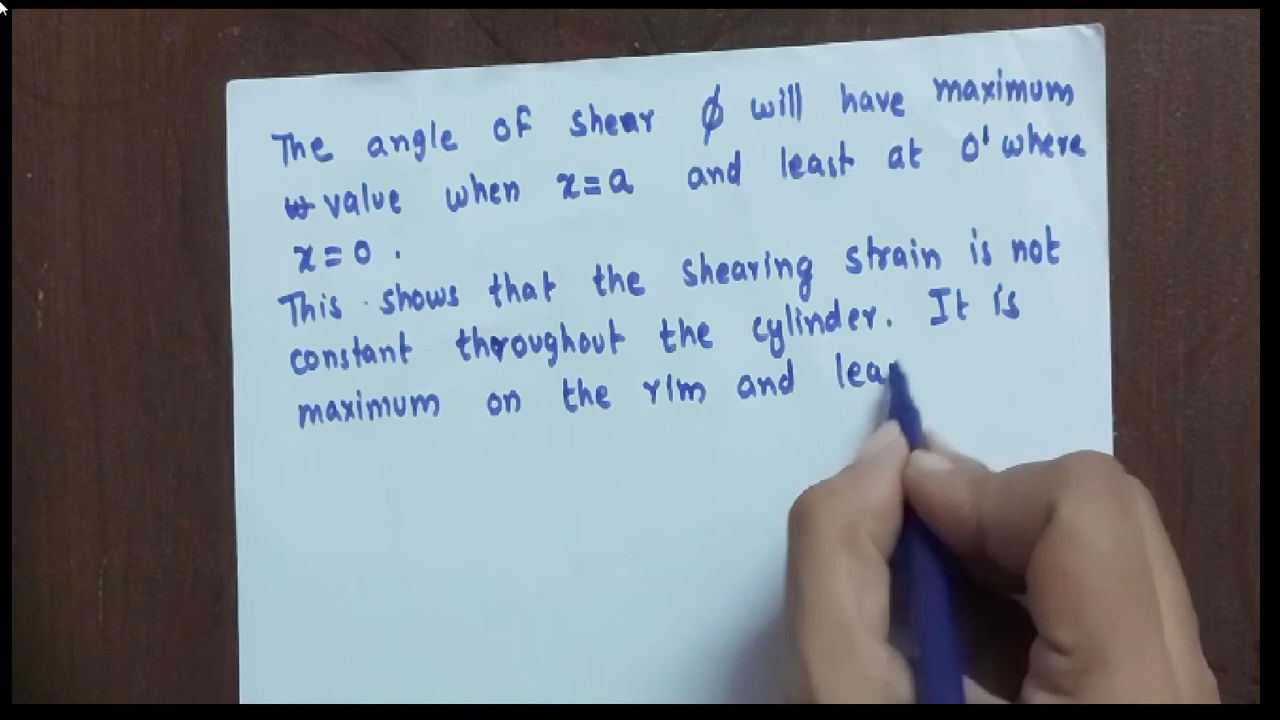 The angle of shear ϕ will have maximum
value when x=a and least at O' where
x=0.
This shows that the shearing strain is not
constant throughout the cylinder. It is
maximum on the rim and lea